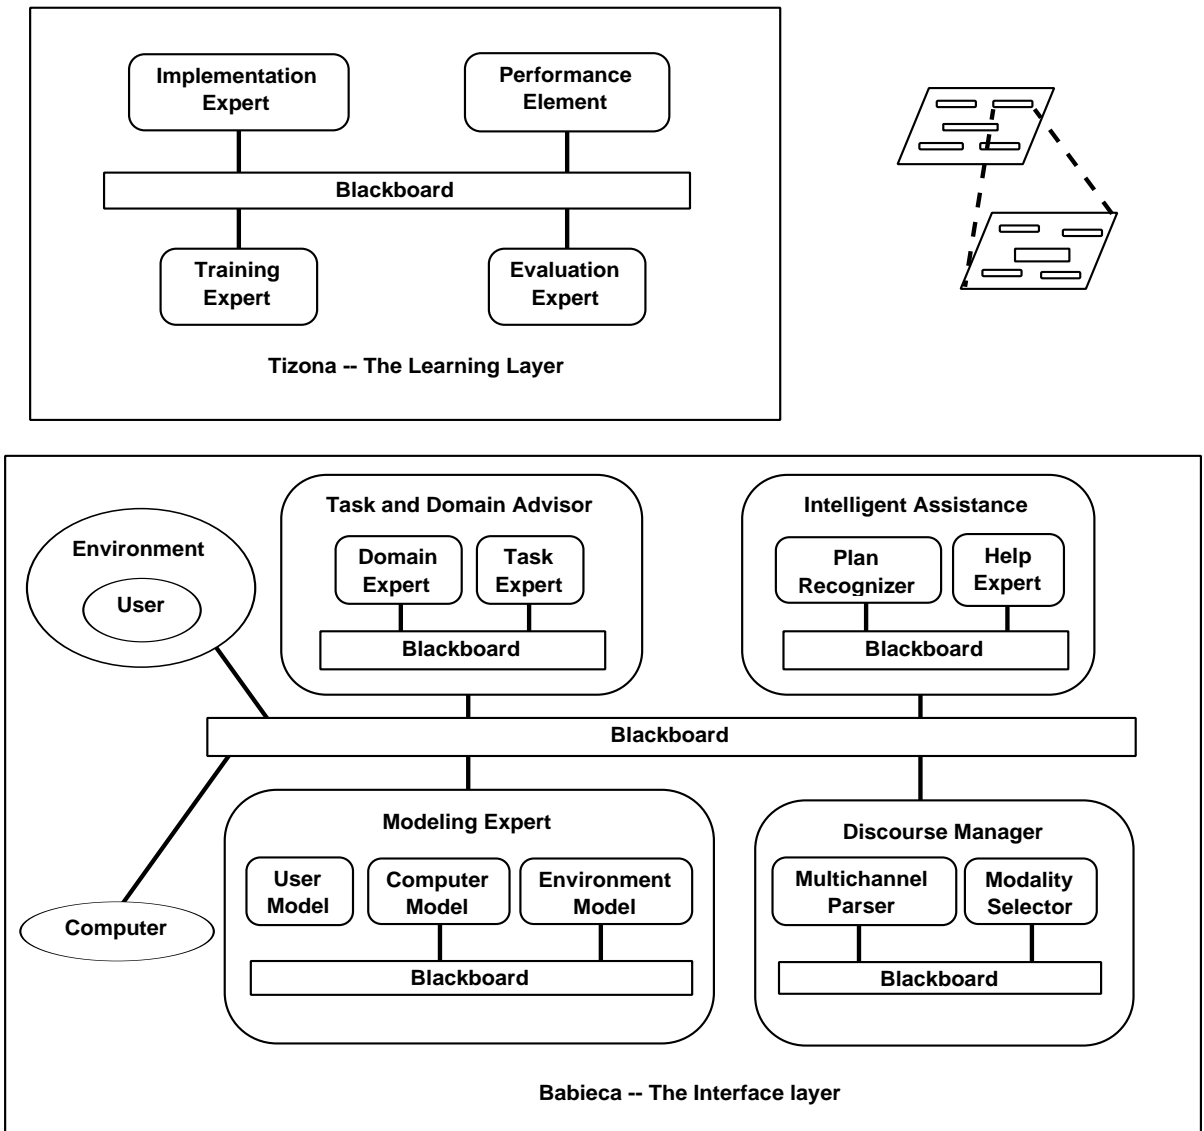 Implementation
Expert
Performance
Element
Blackboard
Training
Expert
Evaluation
Expert
Tizona -- The Learning Layer
Environment
User
Computer
Task and Domain Advisor
Domain
Expert
Task
Expert
Blackboard
Intelligent Assistance
Plan
Recognizer
Help
Expert
Blackboard
Blackboard
Modeling Expert
User
Model
Computer
Model
Environment
Model
Blackboard
Discourse Manager
Multichannel
Parser
Modality
Selector
Blackboard
Babieca -- The Interface layer